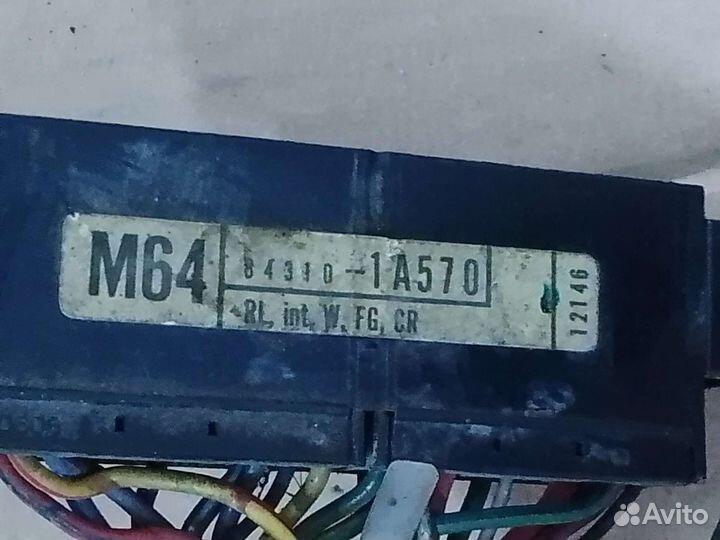 M64
84310-1A570
RL, int, W, FG, CR
12146
Avito